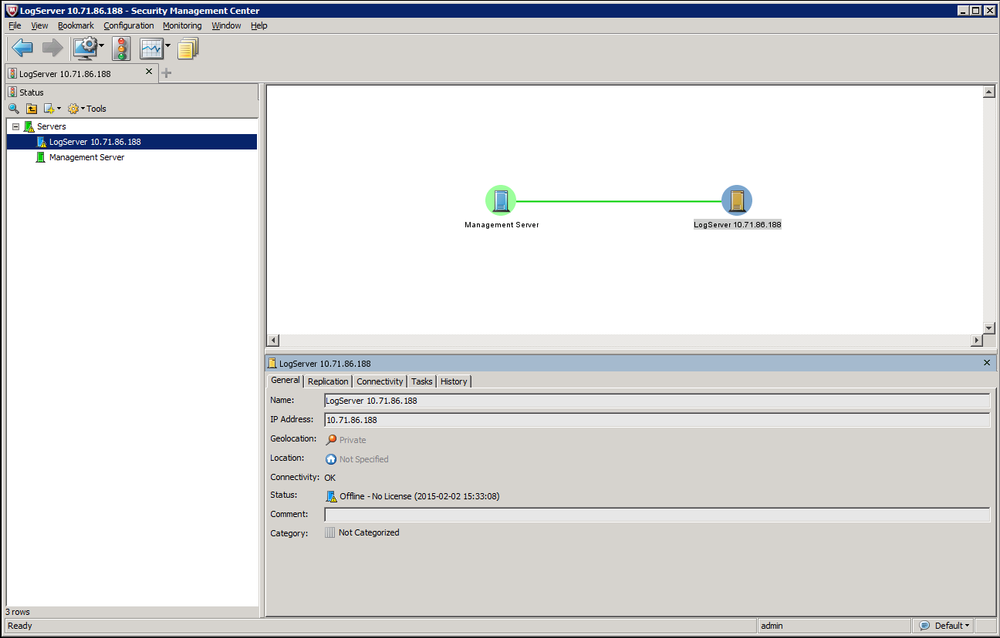 LogServer 10.71.86.188 - Security Management Center
File View Bookmark Configuration Monitoring Window Help
LogServer 10.71.86.188
Status
Tools
Servers
LogServer 10.71.86.188
Management Server
3 rows
Management Server
LogServer 10.71.86.188
LogServer 10.71.86.188
General Replication Connectivity Tasks History
Name: LogServer 10.71.86.188
IP Address: 10.71.86.188
Geolocation: Private
Location: Not Specified
Connectivity: OK
Status: Offline - No License (2015-02-02 15:33:08)
Comment:
Category: Not Categorized
Ready admin Default